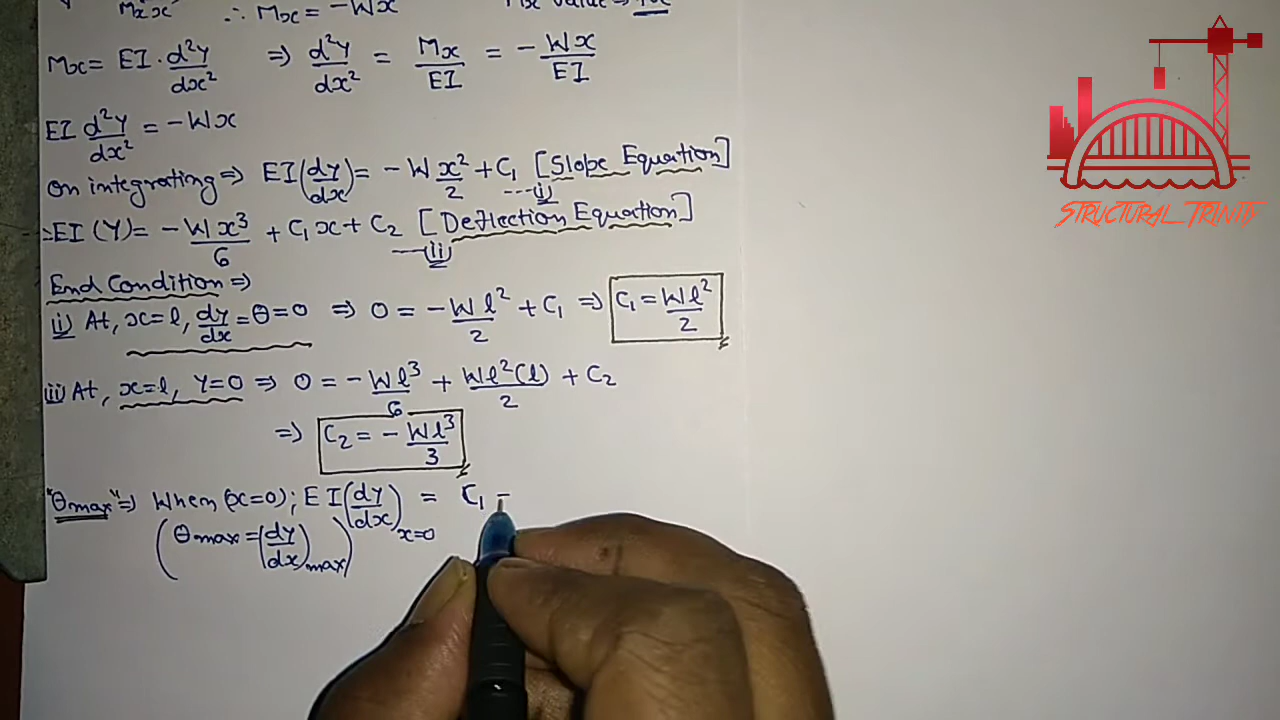 ∴ Mx = -Wx
Mx = EI · d²y/dx² ⇒ d²y/dx² = Mx/EI = - Wx/EI
EI d²y/dx² = -Wx
On integrating ⇒ EI(dy/dx) = - Wx²/2 + C₁ [Slope Equation] ---(i)
⇒ EI(Y) = - Wx³/6 + C₁x + C₂ [Deflection Equation] ---(ii)
End Condition ⇒
(i) At, x=l, dy/dx = θ = 0 ⇒ 0 = - Wl²/2 + C₁ ⇒ C₁ = Wl²/2
(ii) At, x=l, Y=0 ⇒ 0 = - Wl³/6 + Wl²(l)/2 + C₂
⇒ C₂ = - Wl³/3
"θmax" ⇒ When (x=0); EI(dy/dx)x=0 = C₁ -
(θmax = (dy/dx)max)
STRUCTURAL_TRINITY